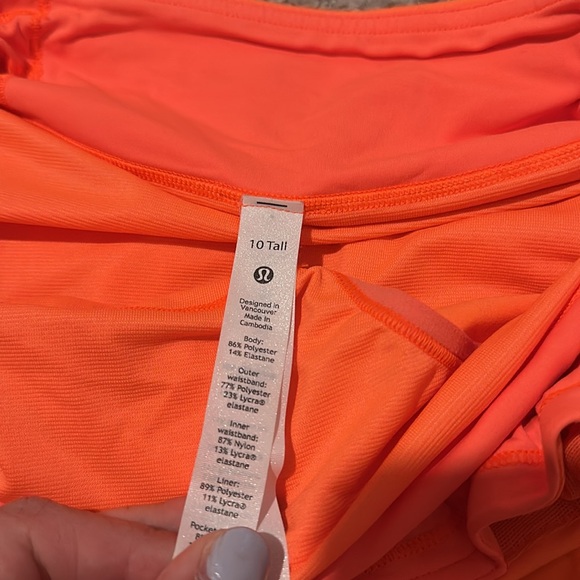 10 Tall
Designed in
Vancouver
Made in
Cambodia
Body:
86% Polyester
14% Elastane
Outer
waistband:
77% Polyester
23% Lycra®
elastane
Inner
waistband:
87% Nylon
13% Lycra®
elastane
Liner:
89% Polyester
11% Lycra®
elastane
Pocket